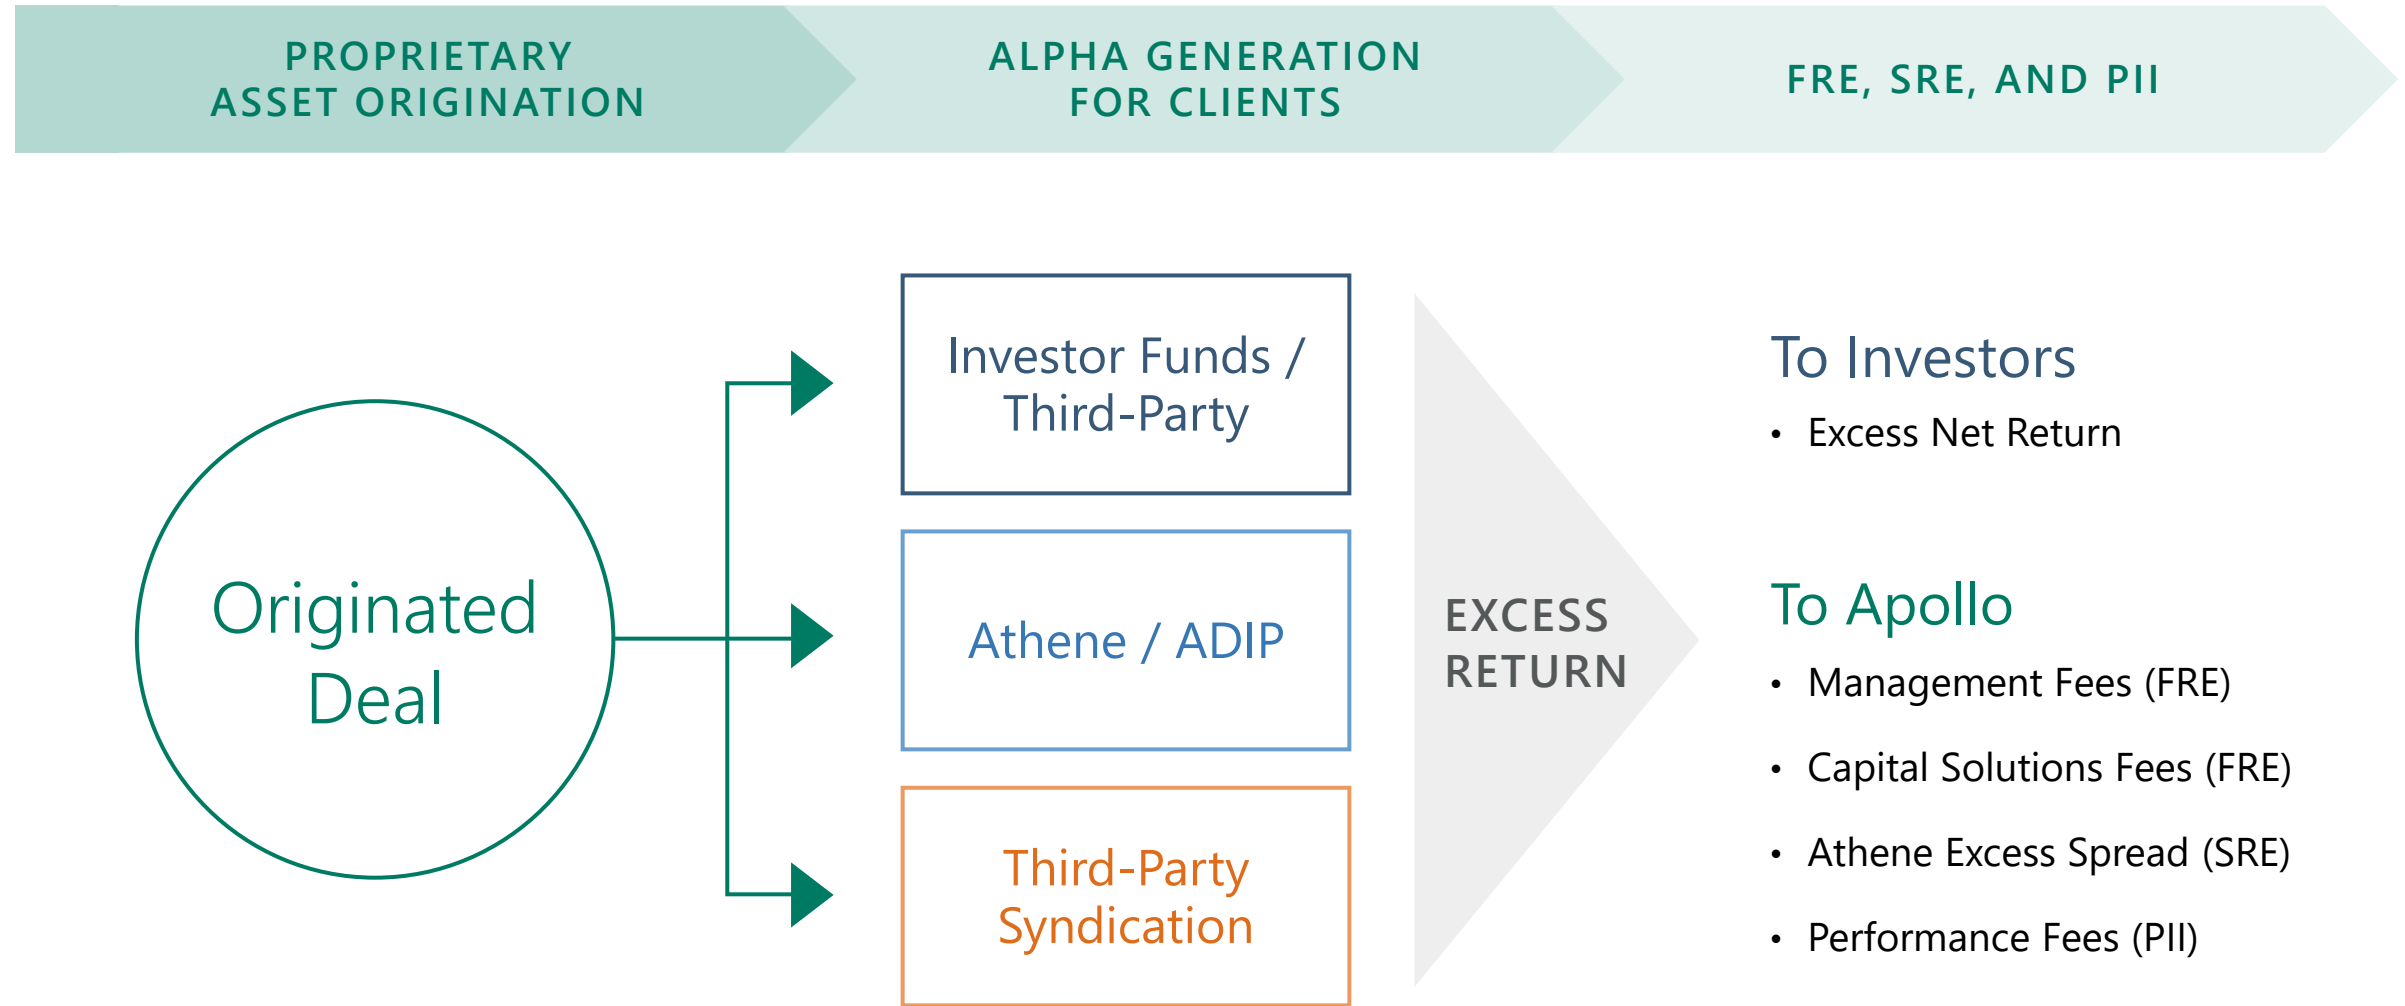 PROPRIETARY
ASSET ORIGINATION
ALPHA GENERATION
FOR CLIENTS
FRE, SRE, AND PII
Originated
Deal
Investor Funds /
Third-Party
Athene / ADIP
Third-Party
Syndication
EXCESS
RETURN
To Investors
• Excess Net Return
To Apollo
• Management Fees (FRE)
• Capital Solutions Fees (FRE)
• Athene Excess Spread (SRE)
• Performance Fees (PII)